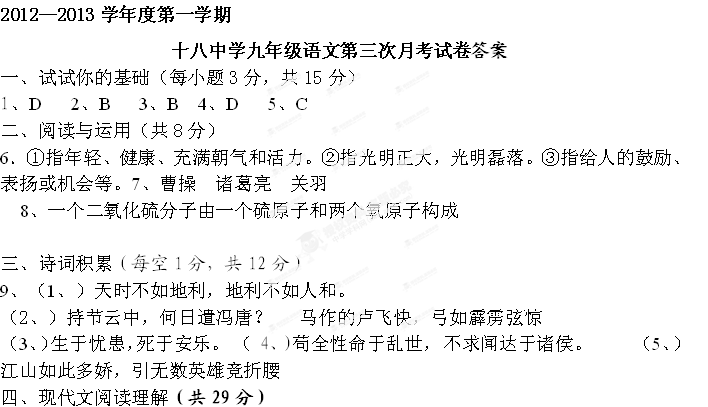 2012—2013 学年度第一学期
十八中学九年级语文第三次月考试卷答案
一、试试你的基础（每小题3分，共15分）
1、D 2、B 3、B 4、D 5、C
二、阅读与运用（共8分）
6．①指年轻、健康、充满朝气和活力。②指光明正大，光明磊落。③指给人的鼓励、
表扬或机会等。7、曹操 诸葛亮 关羽
8、一个二氧化硫分子由一个硫原子和两个氧原子构成
三、诗词积累（每空1分，共12分）
9、（1、）天时不如地利，地利不如人和。
（2、）持节云中，何日遣冯唐？ 马作的卢飞快，弓如霹雳弦惊
（3、）生于忧患，死于安乐。（ 4、）苟全性命于乱世，不求闻达于诸侯。 （5、）
江山如此多娇，引无数英雄竞折腰
四、现代文阅读理解（共29分）